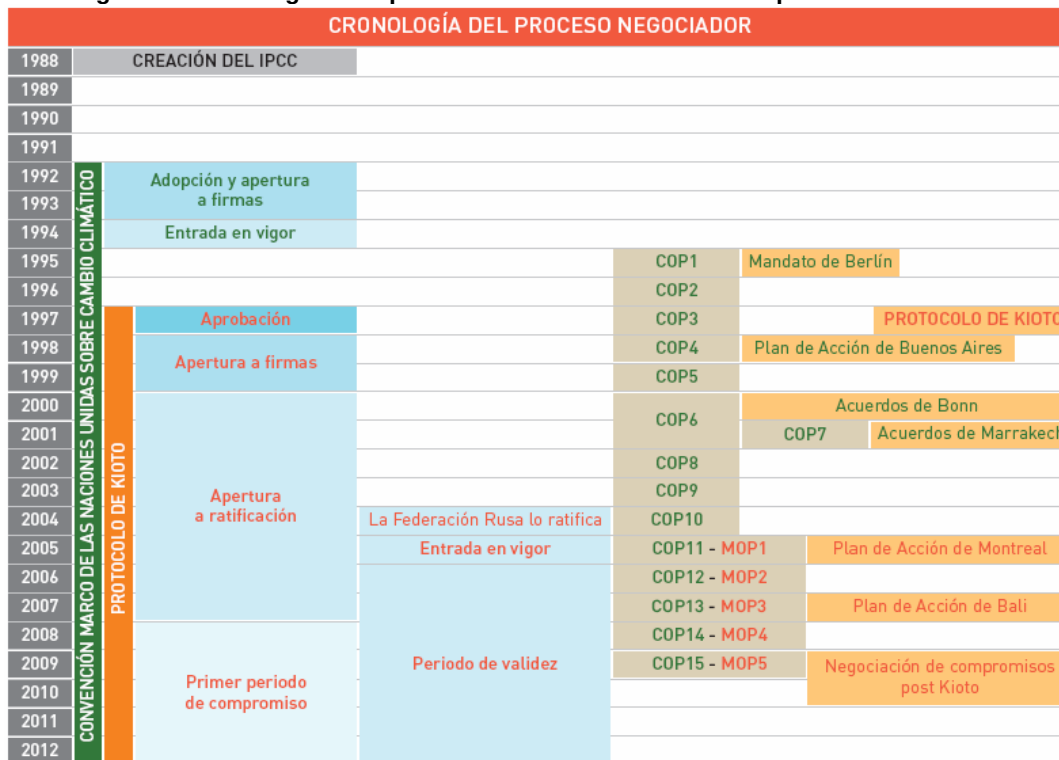 CRONOLOGÍA DEL PROCESO NEGOCIADOR
1988 CREACIÓN DEL IPCC
1989
1990
1991
CONVENCIÓN MARCO DE LAS NACIONES UNIDAS SOBRE CAMBIO CLIMÁTICO
1992 Adopción y apertura
1993 a firmas
1994 Entrada en vigor
1995 COP1 Mandato de Berlín
1996 COP2
PROTOCOLO DE KIOTO
1997 Aprobación COP3 PROTOCOLO DE KIOTO
1998 Apertura a firmas COP4 Plan de Acción de Buenos Aires
1999 COP5
2000 COP6 Acuerdos de Bonn
2001 COP7 Acuerdos de Marrakech
2002 COP8
2003 Apertura COP9
2004 a ratificación La Federación Rusa lo ratifica COP10
2005 Entrada en vigor COP11 - MOP1 Plan de Acción de Montreal
2006 COP12 - MOP2
2007 COP13 - MOP3 Plan de Acción de Bali
2008 COP14 - MOP4
2009 Periodo de validez COP15 - MOP5 Negociación de compromisos
2010 Primer periodo post Kioto
de compromiso
2011
2012